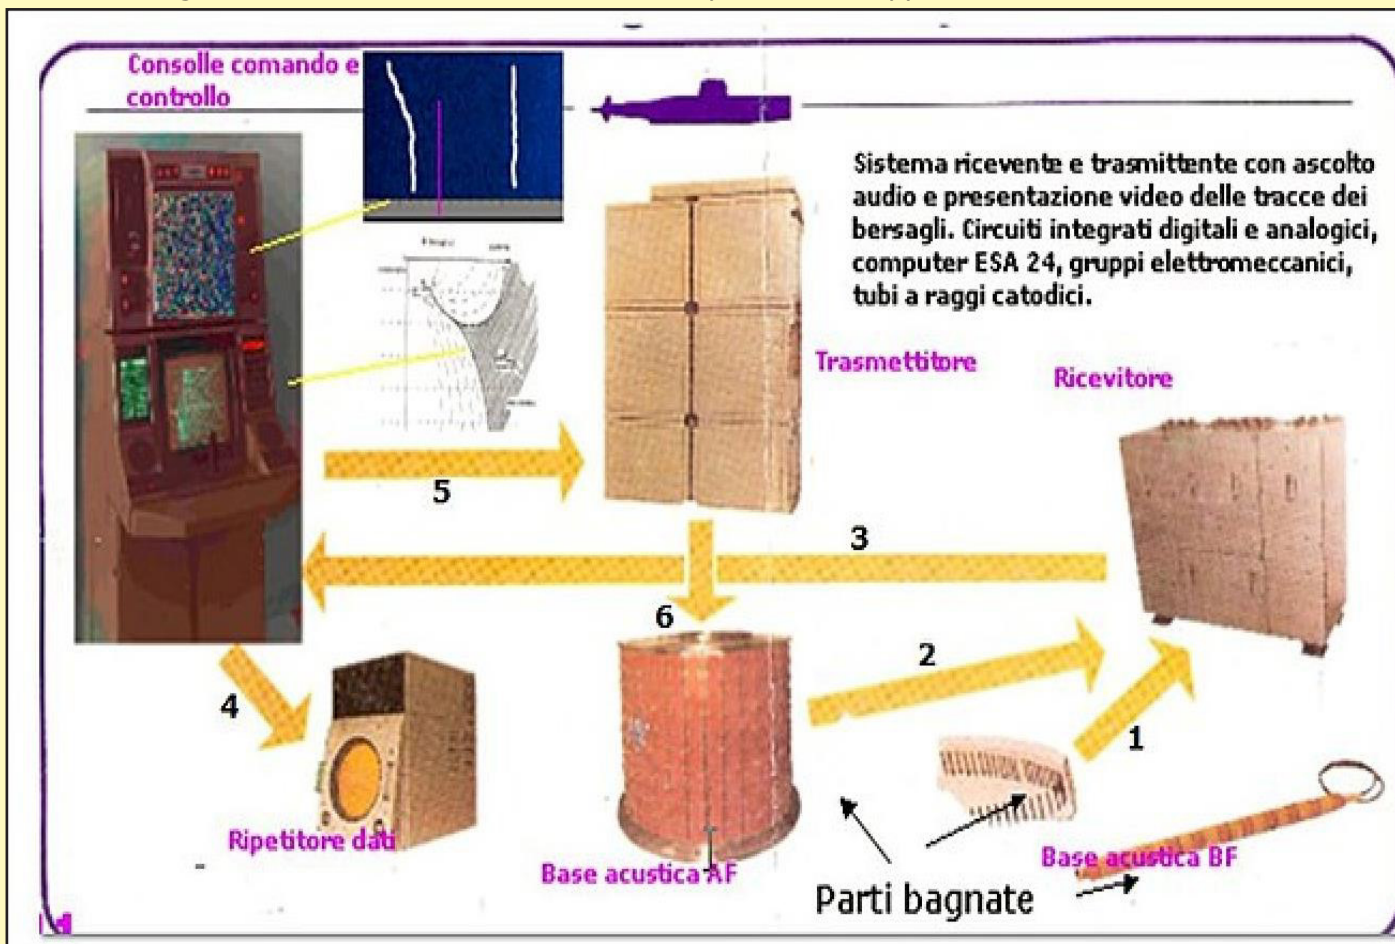 Consolle comando e
controllo
Sistema ricevente e trasmittente con ascolto
audio e presentazione video delle tracce dei
bersagli. Circuiti integrati digitali e analogici,
computer ESA 24, gruppi elettromeccanici,
tubi a raggi catodici.
Trasmettitore
Ricevitore
5
3
6
2
4
1
Ripetitore dati
Base acustica AF
Base acustica BF
Parti bagnate